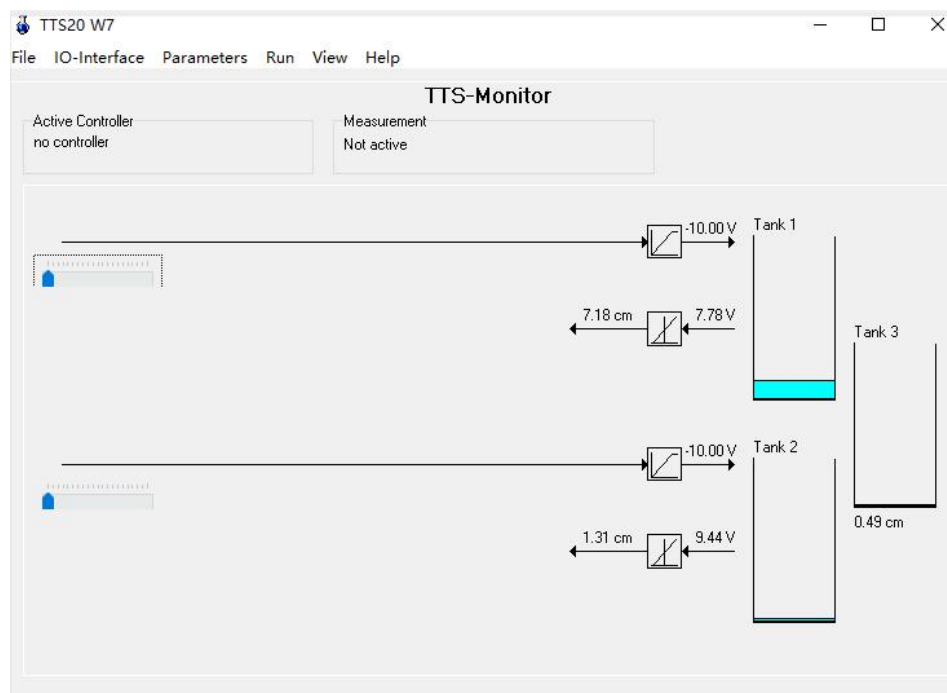 TTS20 W7
File IO-Interface Parameters Run View Help
TTS-Monitor
Active Controller
no controller
Measurement
Not active
-10.00 V
Tank 1
7.18 cm
7.78 V
Tank 3
-10.00 V
Tank 2
0.49 cm
1.31 cm
9.44 V